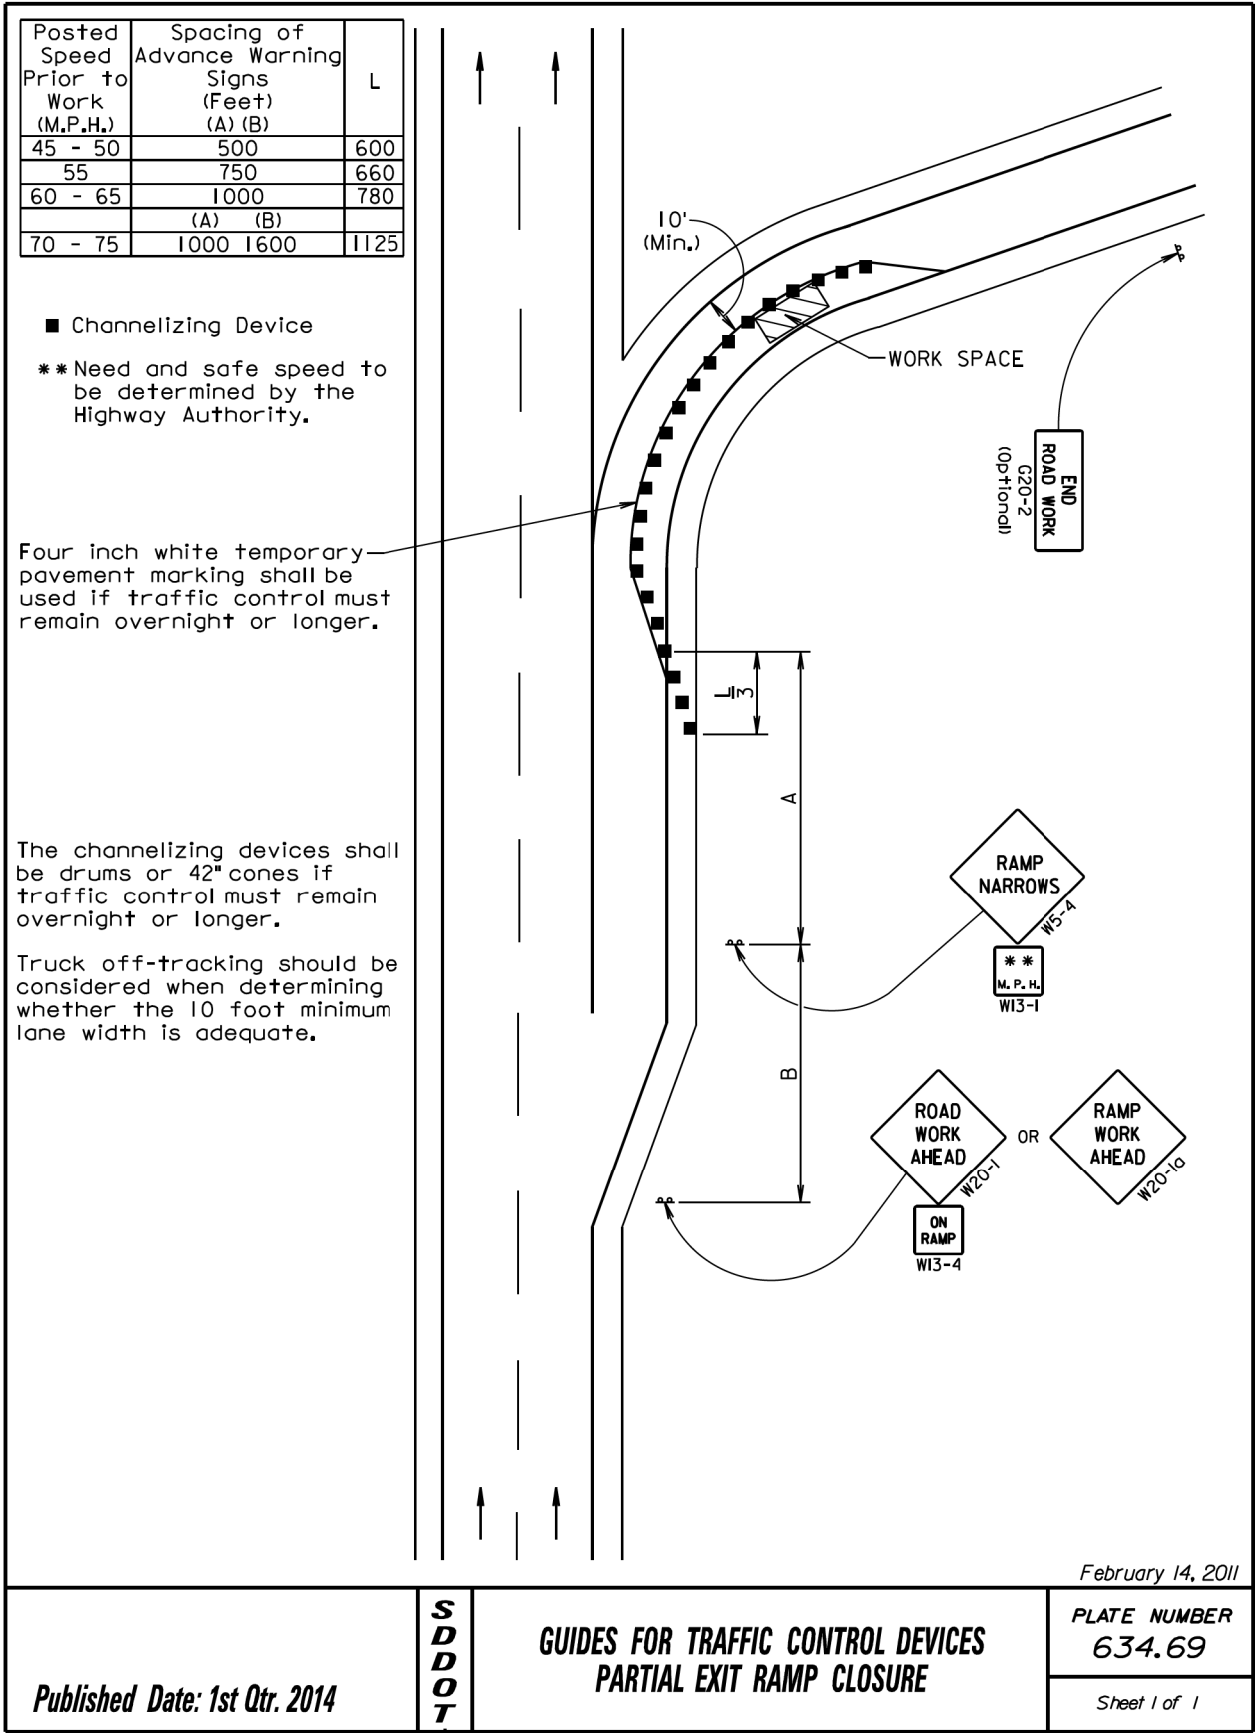 Posted Speed Prior to Work (M.P.H.)
Spacing of Advance Warning Signs (Feet) (A) (B)
L
45 - 50 500 600
55 750 660
60 - 65 1000 780
(A) (B)
70 - 75 1000 1600 1125
■ Channelizing Device
** Need and safe speed to
be determined by the
Highway Authority.
10'
(Min.)
WORK SPACE
END
ROAD WORK
G20-2
(Optional)
Four inch white temporary
pavement marking shall be
used if traffic control must
remain overnight or longer.
L
3
A
The channelizing devices shall
be drums or 42" cones if
traffic control must remain
overnight or longer.
RAMP
NARROWS
W5-4
* *
M.P.H.
W13-1
Truck off-tracking should be
considered when determining
whether the 10 foot minimum
lane width is adequate.
B
ROAD
WORK
AHEAD
W20-1
OR
RAMP
WORK
AHEAD
W20-1a
ON
RAMP
W13-4
February 14, 2011
Published Date: 1st Qtr. 2014
SDDOT
GUIDES FOR TRAFFIC CONTROL DEVICES
PARTIAL EXIT RAMP CLOSURE
PLATE NUMBER
634.69
Sheet 1 of 1